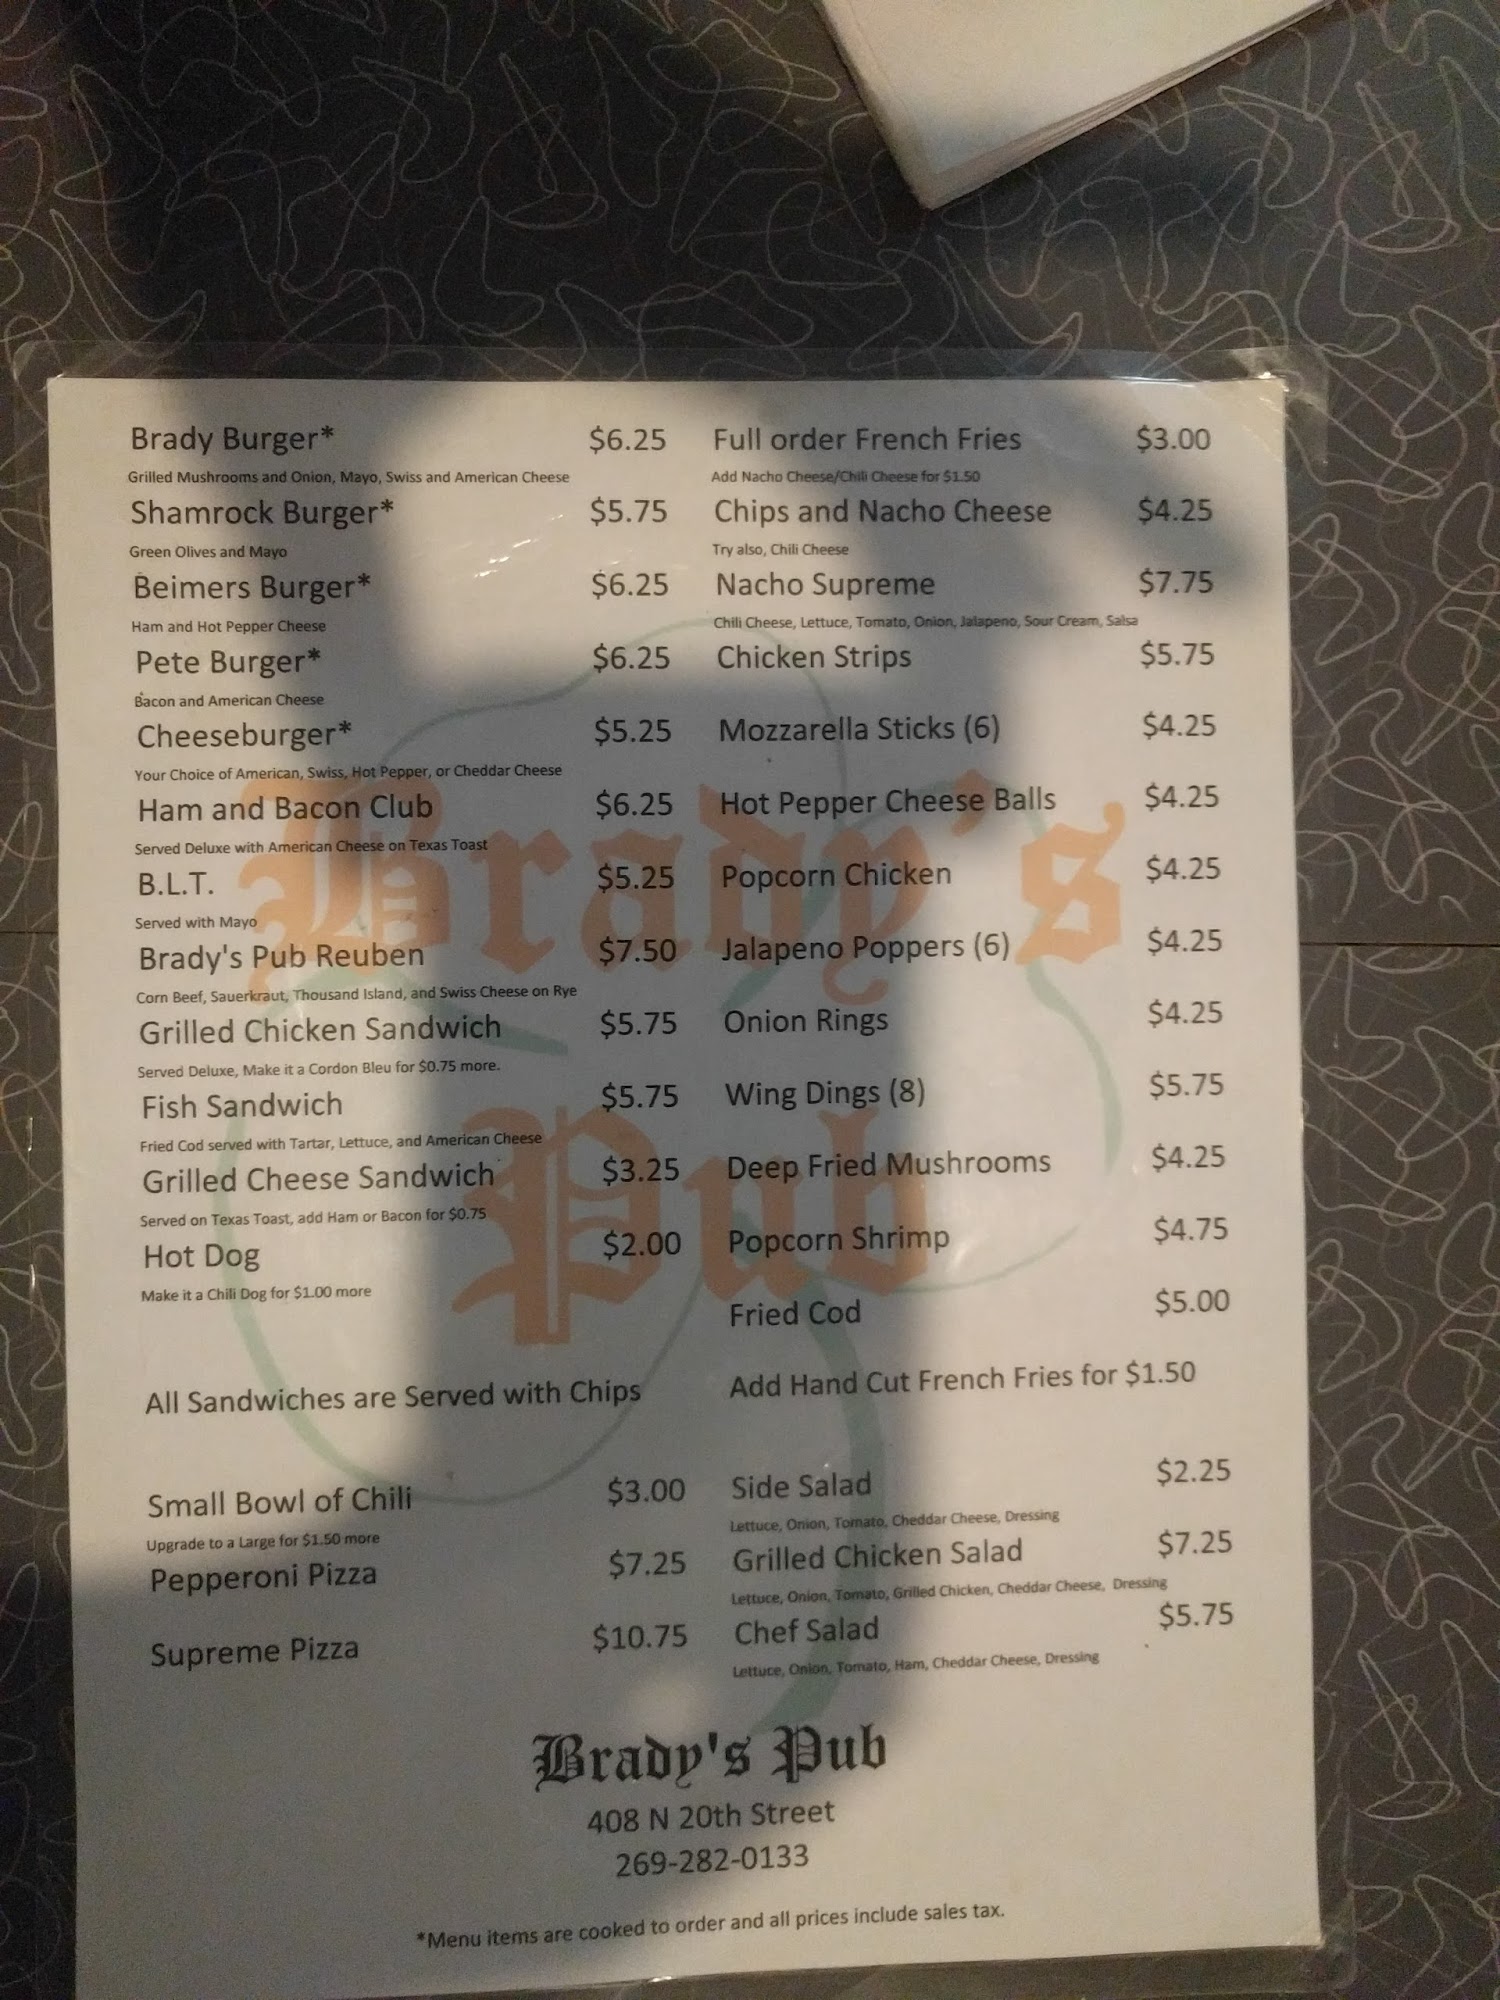 Brady Burger* $6.25
Grilled Mushrooms and Onion, Mayo, Swiss and American Cheese
Shamrock Burger* $5.75
Green Olives and Mayo
Beimers Burger* $6.25
Ham and Hot Pepper Cheese
Pete Burger* $6.25
Bacon and American Cheese
Cheeseburger* $5.25
Your Choice of American, Swiss, Hot Pepper, or Cheddar Cheese
Ham and Bacon Club $6.25
Served Deluxe with American Cheese on Texas Toast
B.L.T. $5.25
Served with Mayo
Brady's Pub Reuben $7.50
Corn Beef, Sauerkraut, Thousand Island, and Swiss Cheese on Rye
Grilled Chicken Sandwich $5.75
Served Deluxe, Make it a Cordon Bleu for $0.75 more.
Fish Sandwich $5.75
Fried Cod served with Tartar, Lettuce, and American Cheese
Grilled Cheese Sandwich $3.25
Served on Texas Toast, add Ham or Bacon for $0.75
Hot Dog $2.00
Make it a Chili Dog for $1.00 more
All Sandwiches are Served with Chips
Small Bowl of Chili $3.00
Upgrade to a Large for $1.50 more
Pepperoni Pizza $7.25
Supreme Pizza $10.75
Full order French Fries $3.00
Add Nacho Cheese/Chili Cheese for $1.50
Chips and Nacho Cheese $4.25
Try also, Chili Cheese
Nacho Supreme $7.75
Chili Cheese, Lettuce, Tomato, Onion, Jalapeno, Sour Cream, Salsa
Chicken Strips $5.75
Mozzarella Sticks (6) $4.25
Hot Pepper Cheese Balls $4.25
Popcorn Chicken $4.25
Jalapeno Poppers (6) $4.25
Onion Rings $4.25
Wing Dings (8) $5.75
Deep Fried Mushrooms $4.25
Popcorn Shrimp $4.75
Fried Cod $5.00
Add Hand Cut French Fries for $1.50
Side Salad $2.25
Lettuce, Onion, Tomato, Cheddar Cheese, Dressing
Grilled Chicken Salad $7.25
Lettuce, Onion, Tomato, Grilled Chicken, Cheddar Cheese, Dressing
Chef Salad $5.75
Lettuce, Onion, Tomato, Ham, Cheddar Cheese, Dressing
Brady's
Pub
Brady's Pub
408 N 20th Street
269-282-0133
*Menu items are cooked to order and all prices include sales tax.